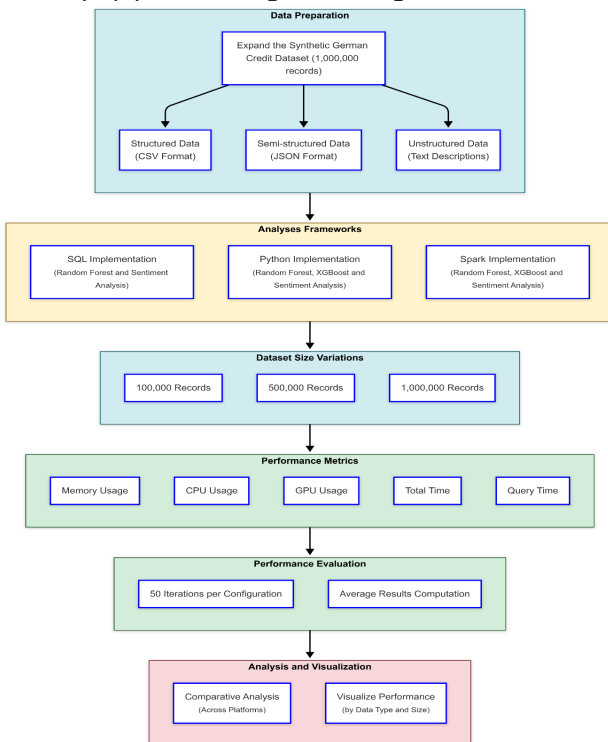 Data Preparation
Expand the Synthetic German
Credit Dataset (1,000,000
records)
Structured Data
(CSV Format)
Semi-structured Data
(JSON Format)
Unstructured Data
(Text Descriptions)
Analyses Frameworks
SQL Implementation
(Random Forest and Sentiment
Analysis)
Python Implementation
(Random Forest, XGBoost and
Sentiment Analysis)
Spark Implementation
(Random Forest, XGBoost and
Sentiment Analysis)
Dataset Size Variations
100,000 Records
500,000 Records
1,000,000 Records
Performance Metrics
Memory Usage
CPU Usage
GPU Usage
Total Time
Query Time
Performance Evaluation
50 Iterations per Configuration
Average Results Computation
Analysis and Visualization
Comparative Analysis
(Across Platforms)
Visualize Performance
(by Data Type and Size)